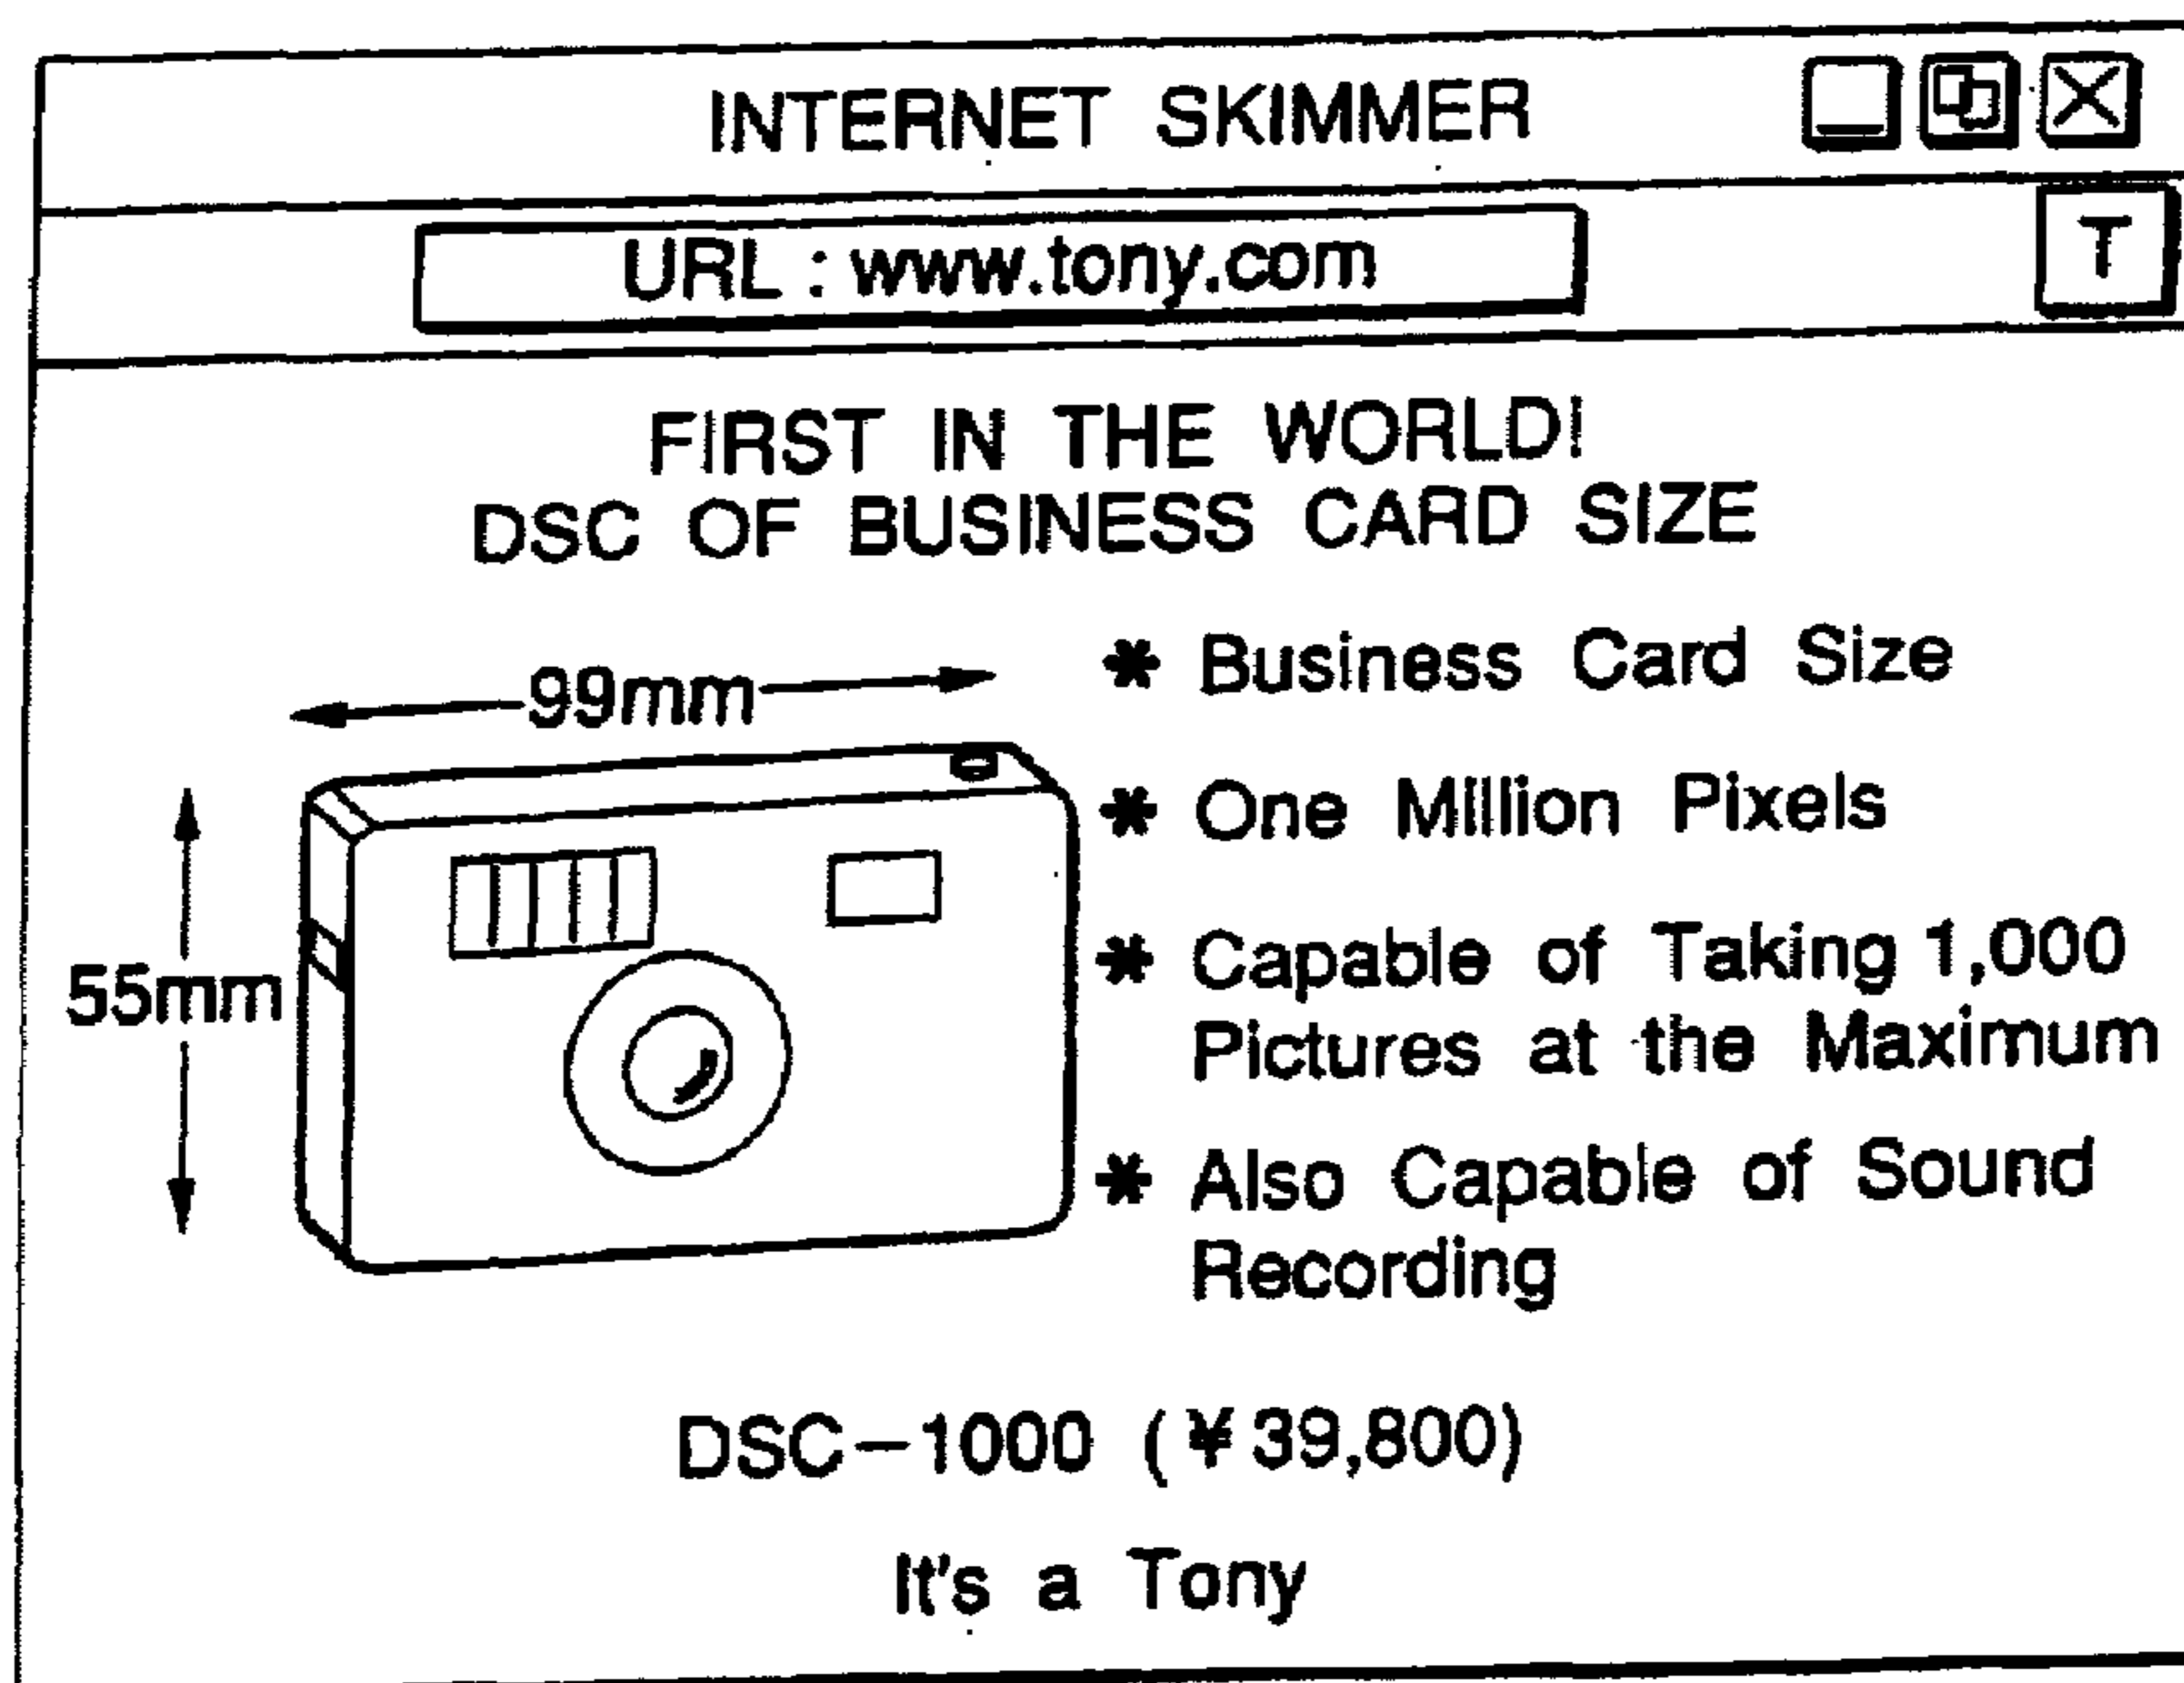 INTERNET SKIMMER
URL : www.tony.com
T
FIRST IN THE WORLD!
DSC OF BUSINESS CARD SIZE
99mm
55mm
* Business Card Size
* One Million Pixels
* Capable of Taking 1,000
Pictures at the Maximum
* Also Capable of Sound
Recording
DSC-1000 (¥39,800)
It's a Tony